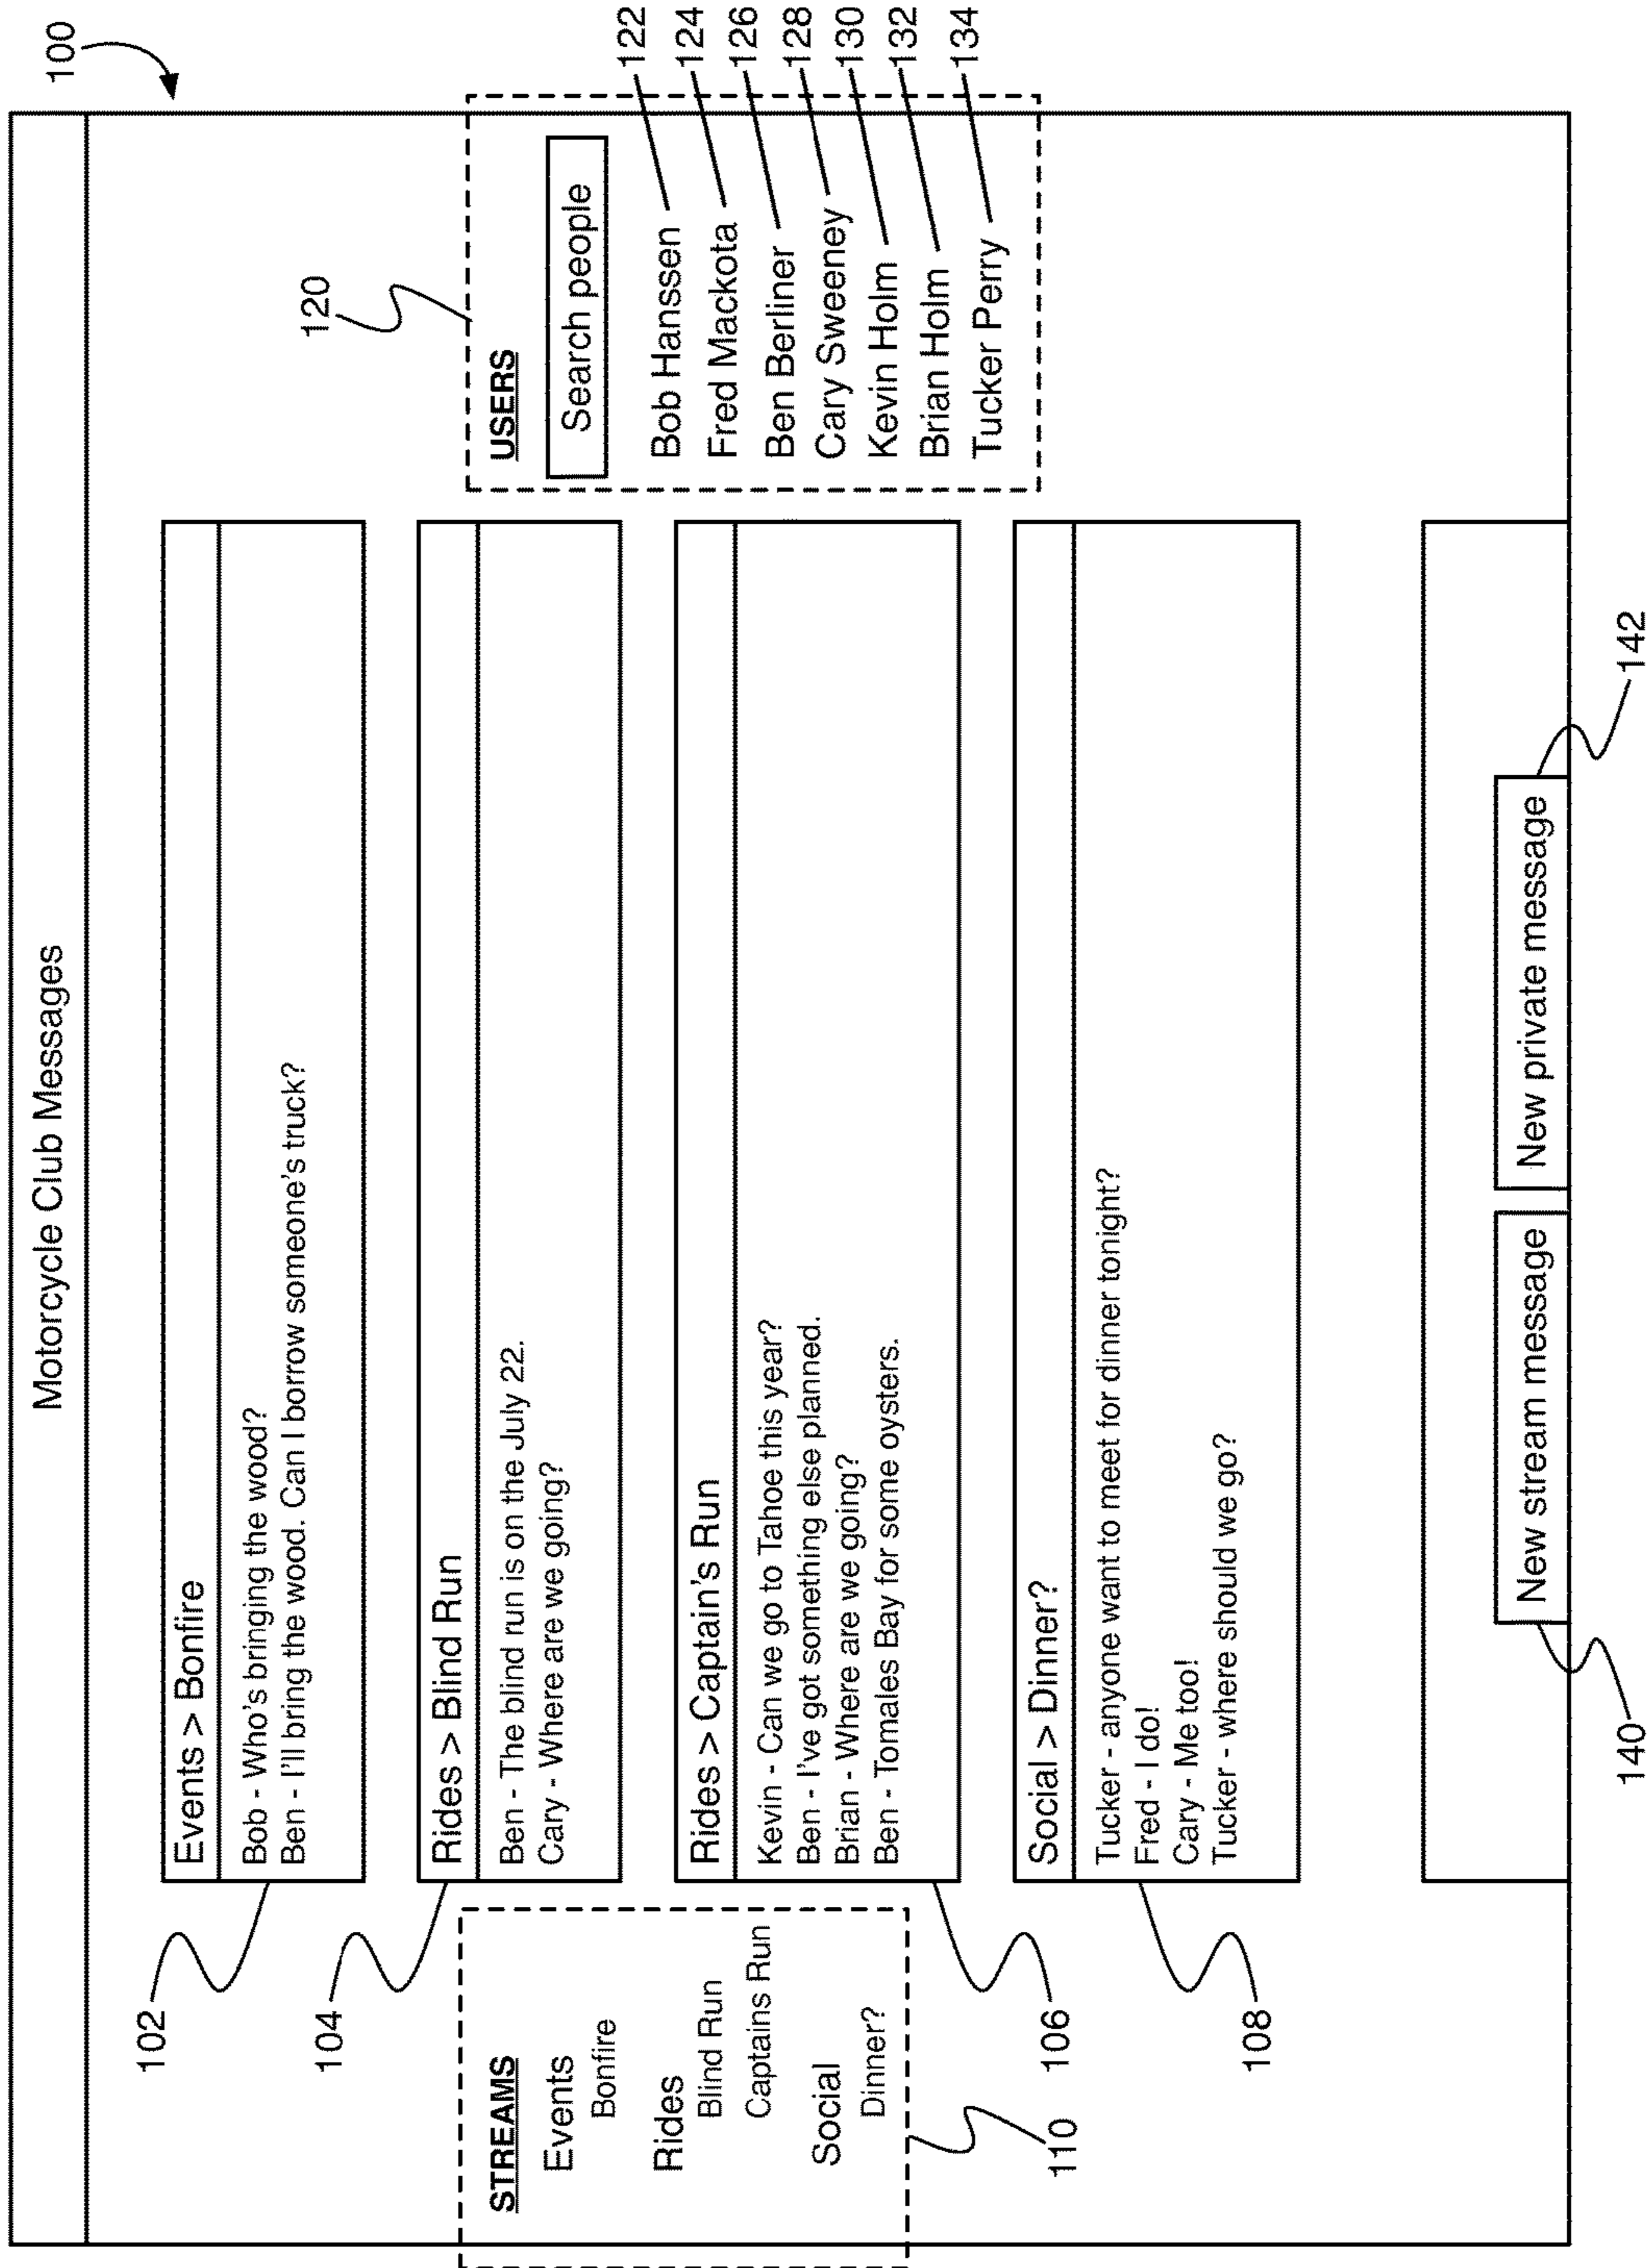 Motorcycle Club Messages
100
102
Events > Bonfire
Bob - Who's bringing the wood?
Ben - I'll bring the wood. Can I borrow someone's truck?
104
Rides > Blind Run
Ben - The blind run is on the July 22.
Cary - Where are we going?
106
Rides > Captain's Run
Kevin - Can we go to Tahoe this year?
Ben - I've got something else planned.
Brian - Where are we going?
Ben - Tomales Bay for some oysters.
108
Social > Dinner?
Tucker - anyone want to meet for dinner tonight?
Fred - I do!
Cary - Me too!
Tucker - where should we go?
STREAMS
Events
Bonfire
Rides
Blind Run
Captains Run
Social
Dinner?
110
120
USERS
Search people
Bob Hanssen 122
Fred Mackota 124
Ben Berliner 126
Cary Sweeney 128
Kevin Holm 130
Brian Holm 132
Tucker Perry 134
New stream message
New private message
140
142